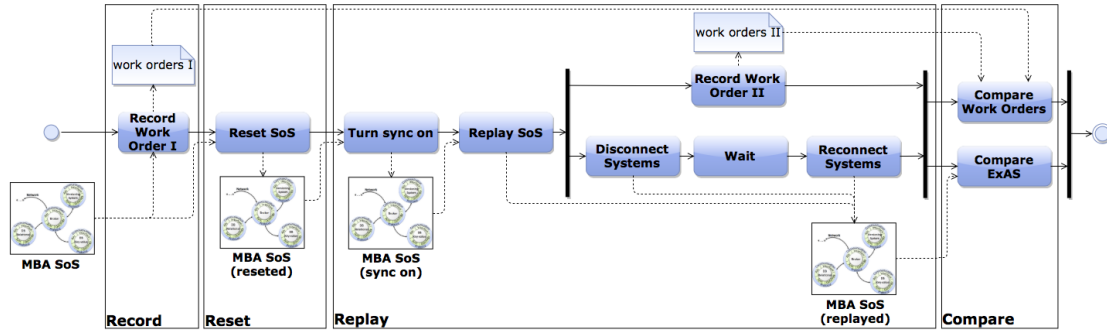 work orders II
work orders I
Record Work
Order II
Record
Work
Order I
Reset SoS
Turn sync on
Replay SoS
Compare
Work Orders
Disconnect
Systems
Wait
Reconnect
Systems
Compare
ExAS
MBA SoS
MBA SoS
(reseted)
MBA SoS
(sync on)
MBA SoS
(replayed)
Record
Reset
Replay
Compare